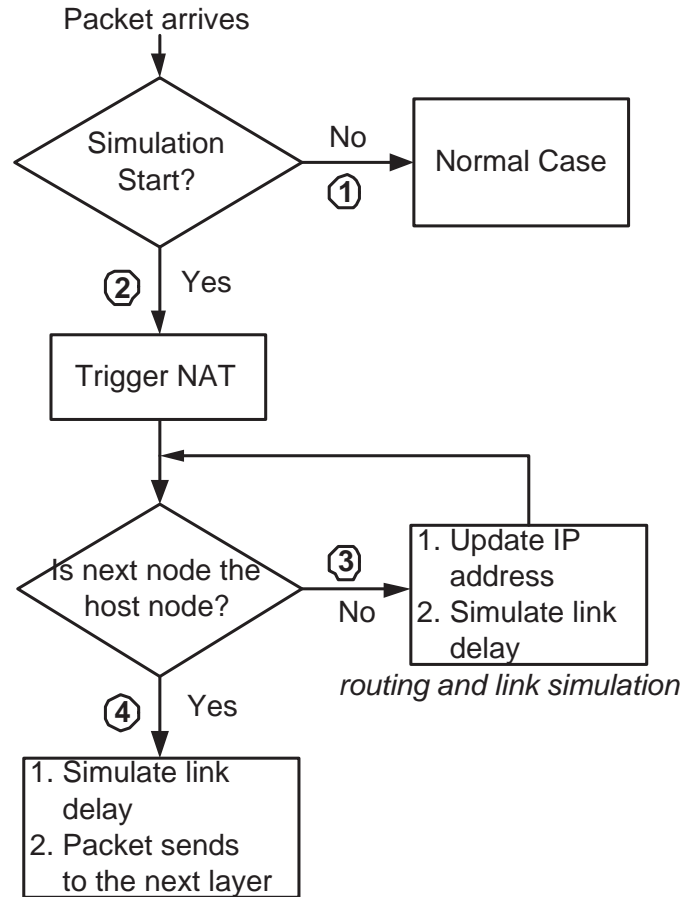 Packet arrives
Simulation
Start?
No
1
Normal Case
2
Yes
Trigger NAT
Is next node the
host node?
3
No
1. Update IP
address
2. Simulate link
delay
routing and link simulation
4
Yes
1. Simulate link
delay
2. Packet sends
to the next layer